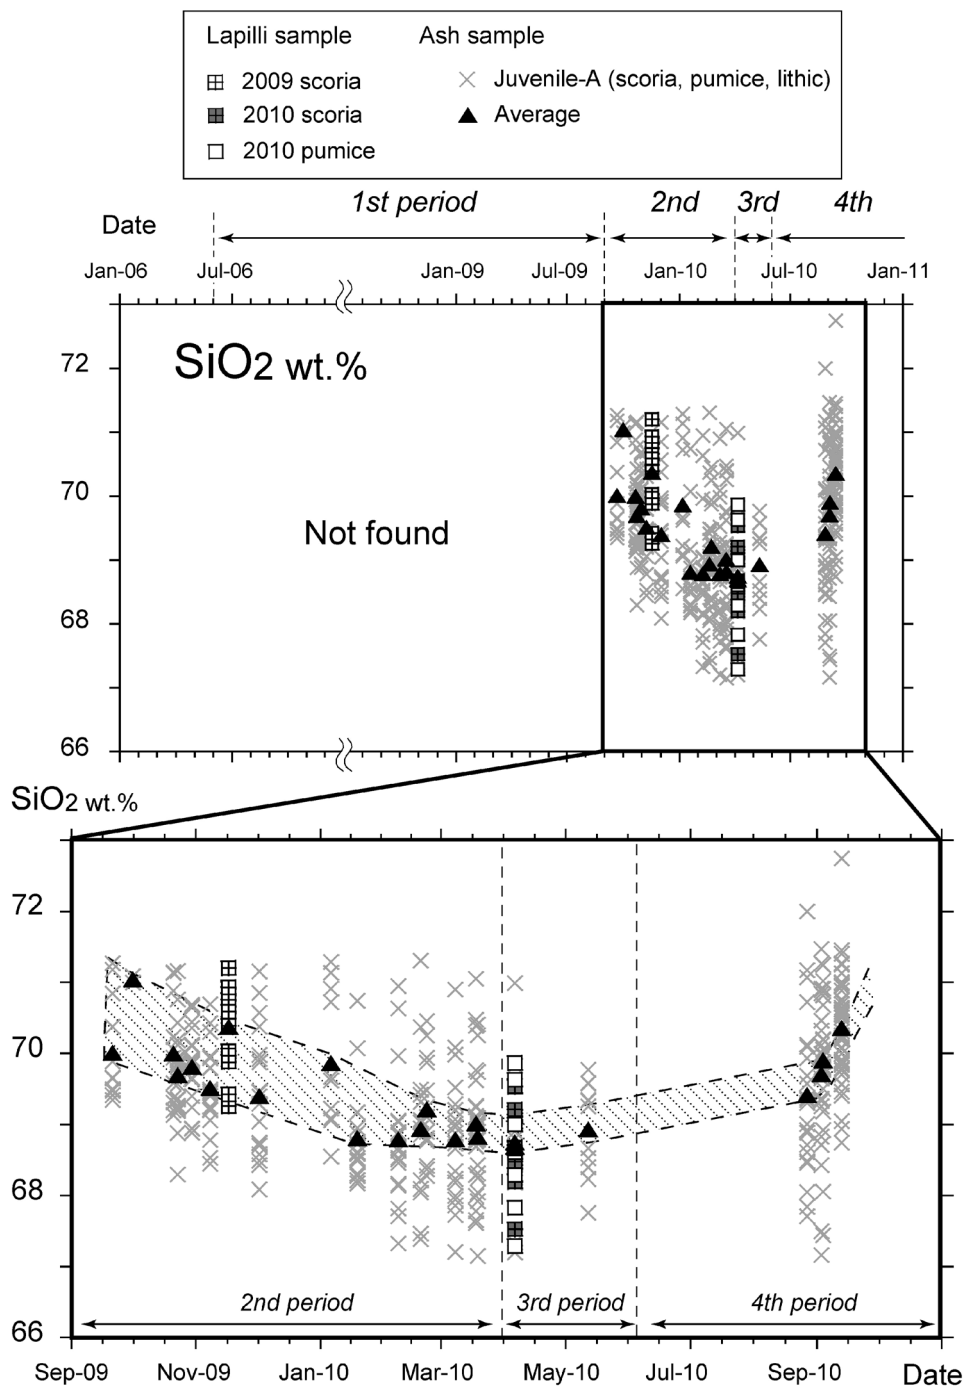 Lapilli sample Ash sample
2009 scoria Juvenile-A (scoria, pumice, lithic)
2010 scoria Average
2010 pumice
1st period 2nd 3rd 4th
Date
Jan-06 Jul-06 Jan-09 Jul-09 Jan-10 Jul-10 Jan-11
72
SiO2 wt.%
70
Not found
68
66
SiO2 wt.%
72
70
68
2nd period 3rd period 4th period
66
Sep-09 Nov-09 Jan-10 Mar-10 May-10 Jul-10 Sep-10 Date